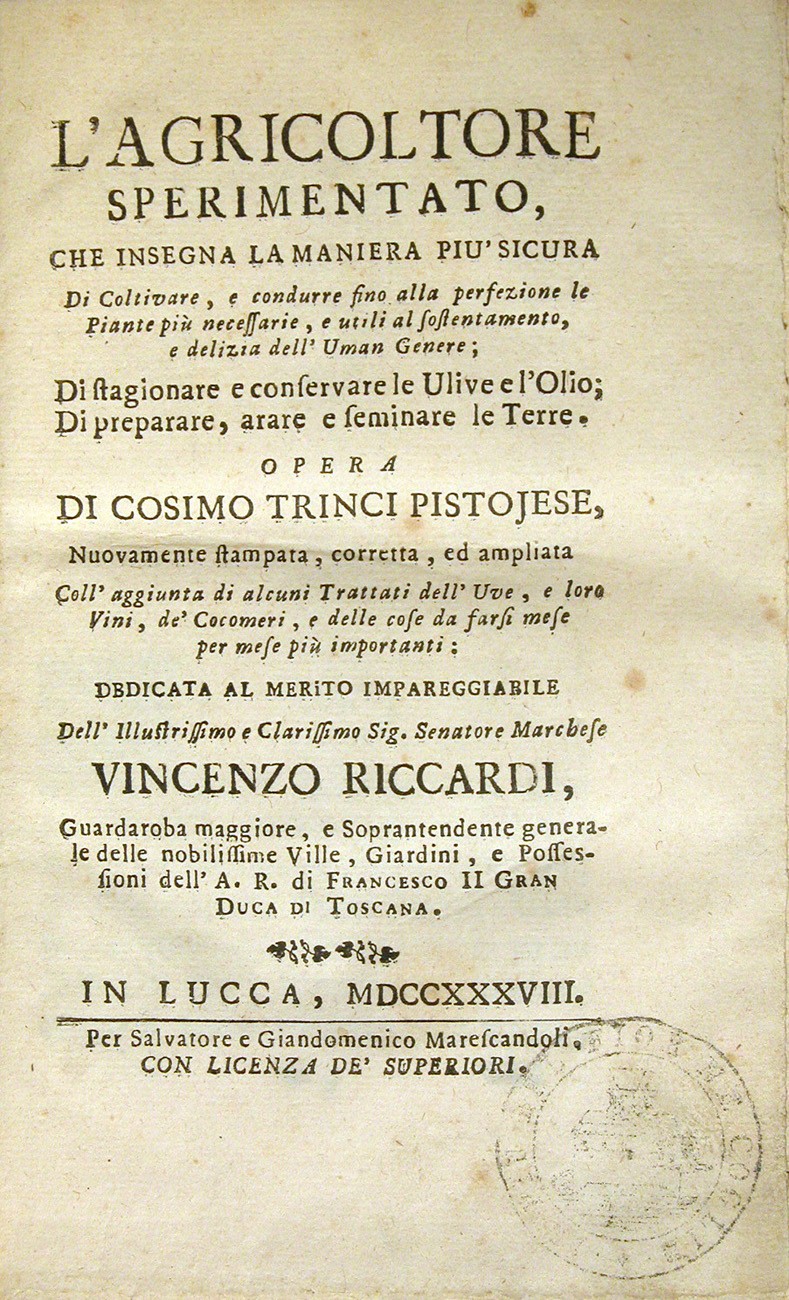 L'AGRICOLTORE
SPERIMENTATO,
CHE INSEGNA LA MANIERA PIU' SICURA
Di Coltivare, e condurre fino alla perfezione le
Piante più neceſſarie, e utili al ſoſtentamento,
e delizia dell' Uman Genere;
Di ſtagionare e conſervare le Ulive e l'Olio;
Di preparare, arare e ſeminare le Terre.
OPERA
DI COSIMO TRINCI PISTOJESE,
Nuovamente ſtampata, corretta, ed ampliata
Coll' aggiunta di alcuni Trattati dell' Uve, e loro
Vini, de' Cocomeri, e delle coſe da farſi meſe
per meſe più importanti:
DEDICATA AL MERITO IMPAREGGIABILE
Dell' Illuſtriſſimo e Clariſſimo Sig. Senatore Marcheſe
VINCENZO RICCARDI,
Guardaroba maggiore, e Soprantendente genera-
le delle nobiliſſime Ville, Giardini, e Poſſeſ-
ſioni dell' A. R. di FRANCESCO II GRAN
DUCA DI TOSCANA.
IN LUCCA, MDCCXXXVIII.
Per Salvatore e Giandomenico Mareſcandoli,
CON LICENZA DE' SUPERIORI.